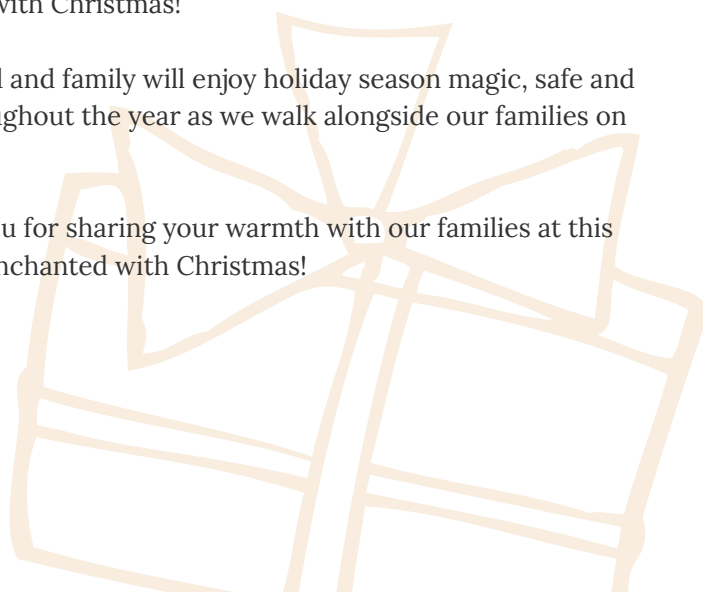 with Christmas!
and family will enjoy holiday season magic, safe and
ughout the year as we walk alongside our families on
u for sharing your warmth with our families at this
nchanted with Christmas!